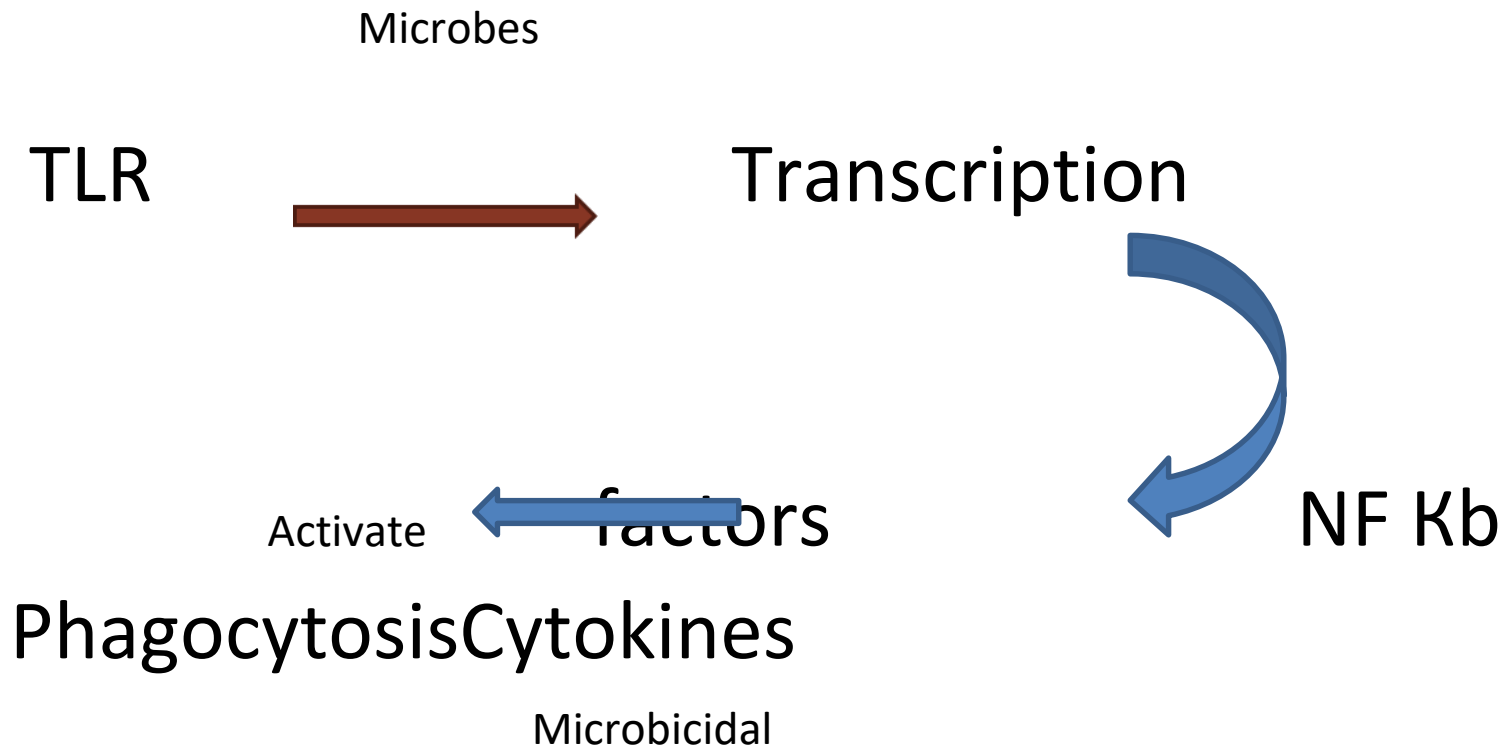 Microbes
TLR Transcription
Activate factors NF Kb
PhagocytosisCytokines
Microbicidal